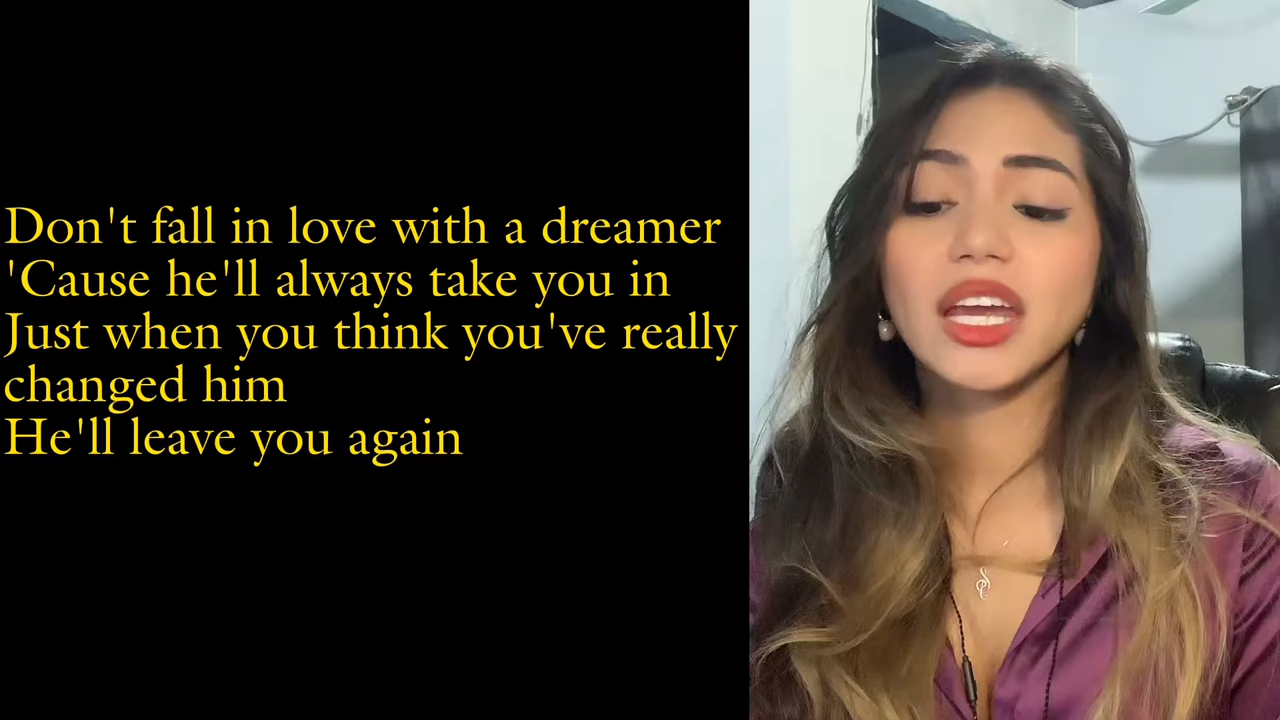 Don't fall in love with a dreamer
'Cause he'll always take you in
Just when you think you've really
changed him
He'll leave you again